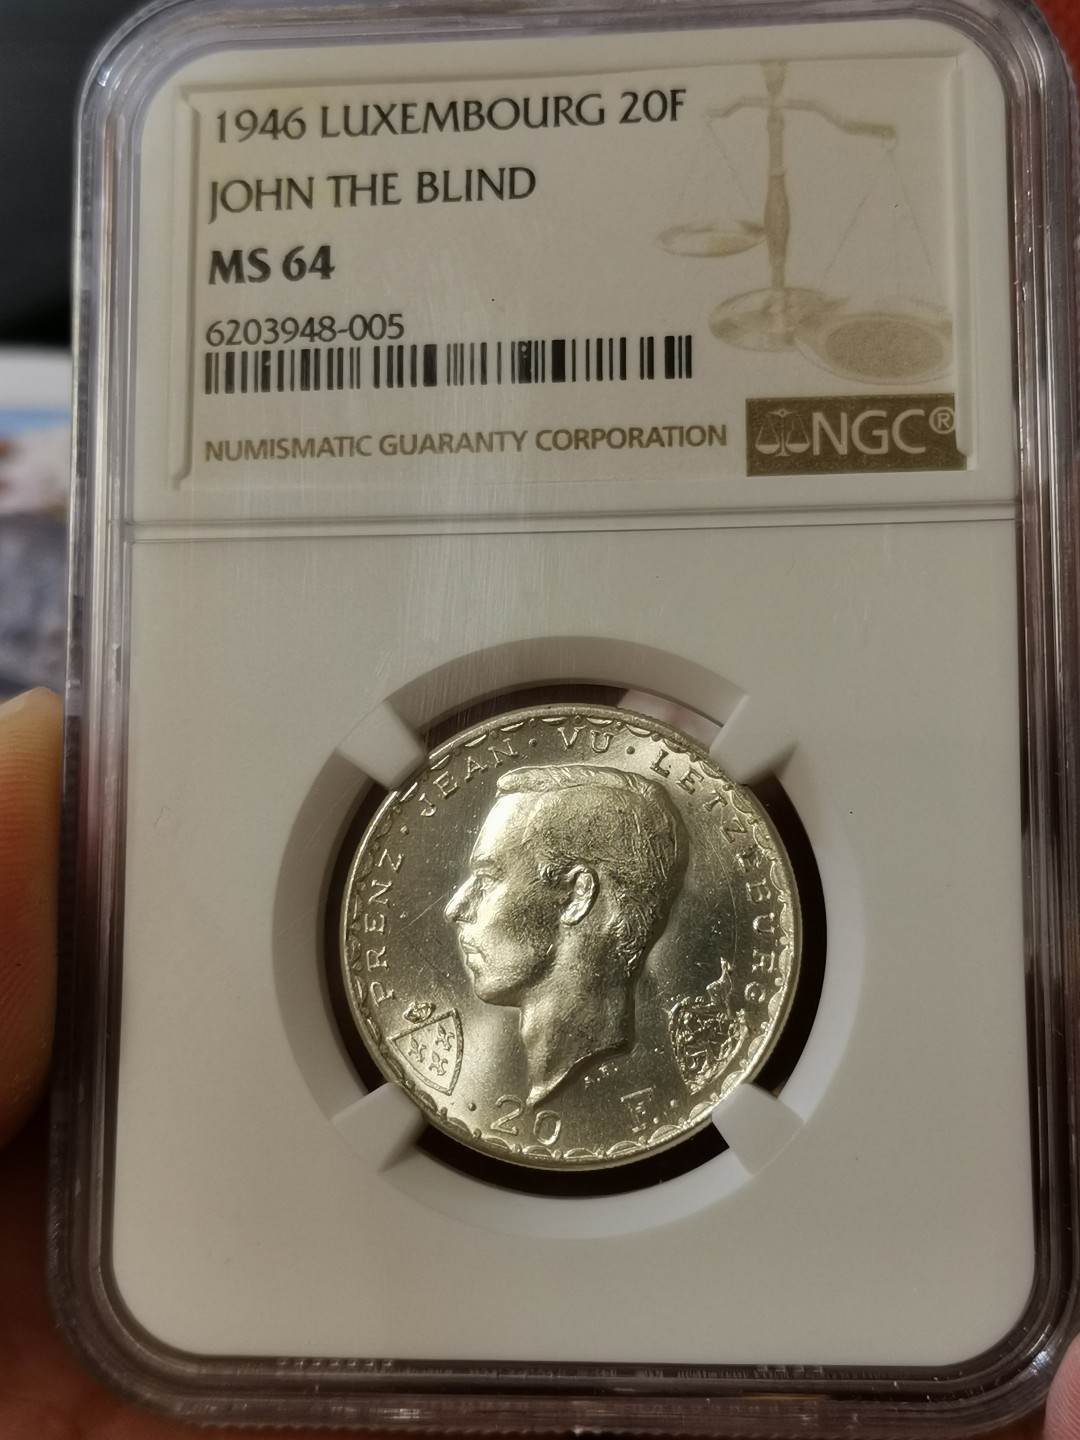 1946 LUXEMBOURG 20F
JOHN THE BLIND
MS 64
6203948-005
NUMISMATIC GUARANTY CORPORATION
NGC®
PRENZ · JEAN · VU · LETZEBURG
A.B.
· 20 F. ·